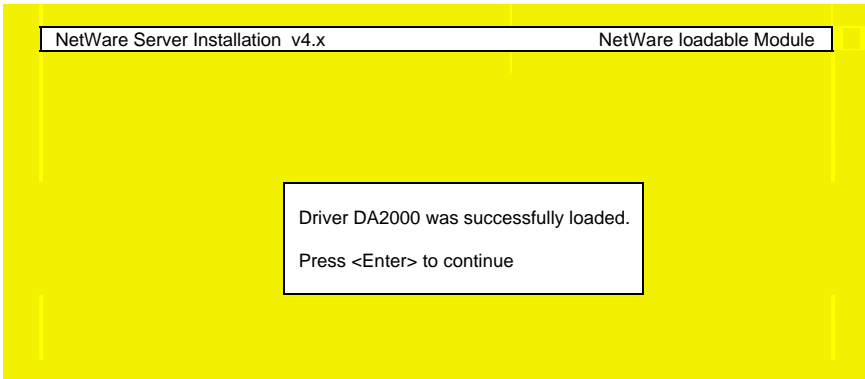 NetWare Server Installation v4.x NetWare loadable Module
Driver DA2000 was successfully loaded.
Press <Enter> to continue